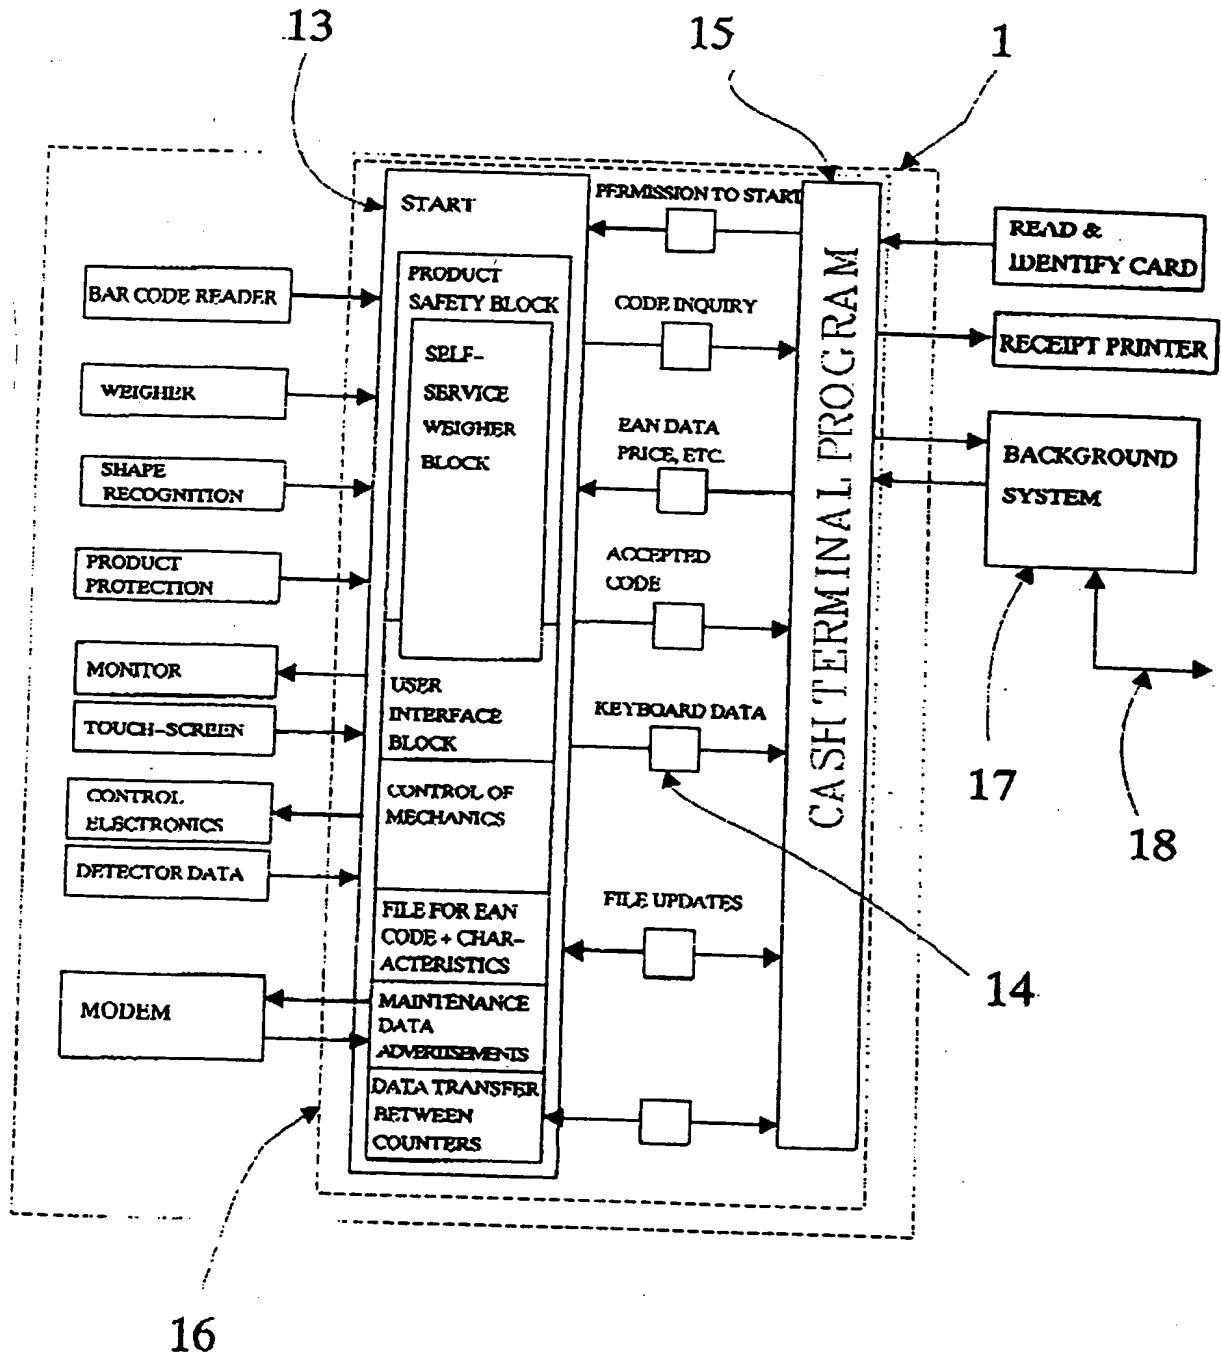 13
15
1
START
PERMISSION TO START
READ &
IDENTIFY CARD
BAR CODE READER
PRODUCT
SAFETY BLOCK
CODE INQUIRY
RECEIPT PRINTER
SELF-
SERVICE
WEIGHER
BLOCK
WEIGHER
EAN DATA
PRICE, ETC.
BACKGROUND
SYSTEM
SHAPE
RECOGNITION
CASH TERMINAL PROGRAM
PRODUCT
PROTECTION
ACCEPTED
CODE
MONITOR
USER
INTERFACE
BLOCK
TOUCH-SCREEN
KEYBOARD DATA
17
18
CONTROL
ELECTRONICS
CONTROL OF
MECHANICS
DETECTOR DATA
FILE UPDATES
FILE FOR EAN
CODE + CHAR-
ACTERISTICS
14
MODEM
MAINTENANCE
DATA
ADVERTISEMENTS
DATA TRANSFER
BETWEEN
COUNTERS
16